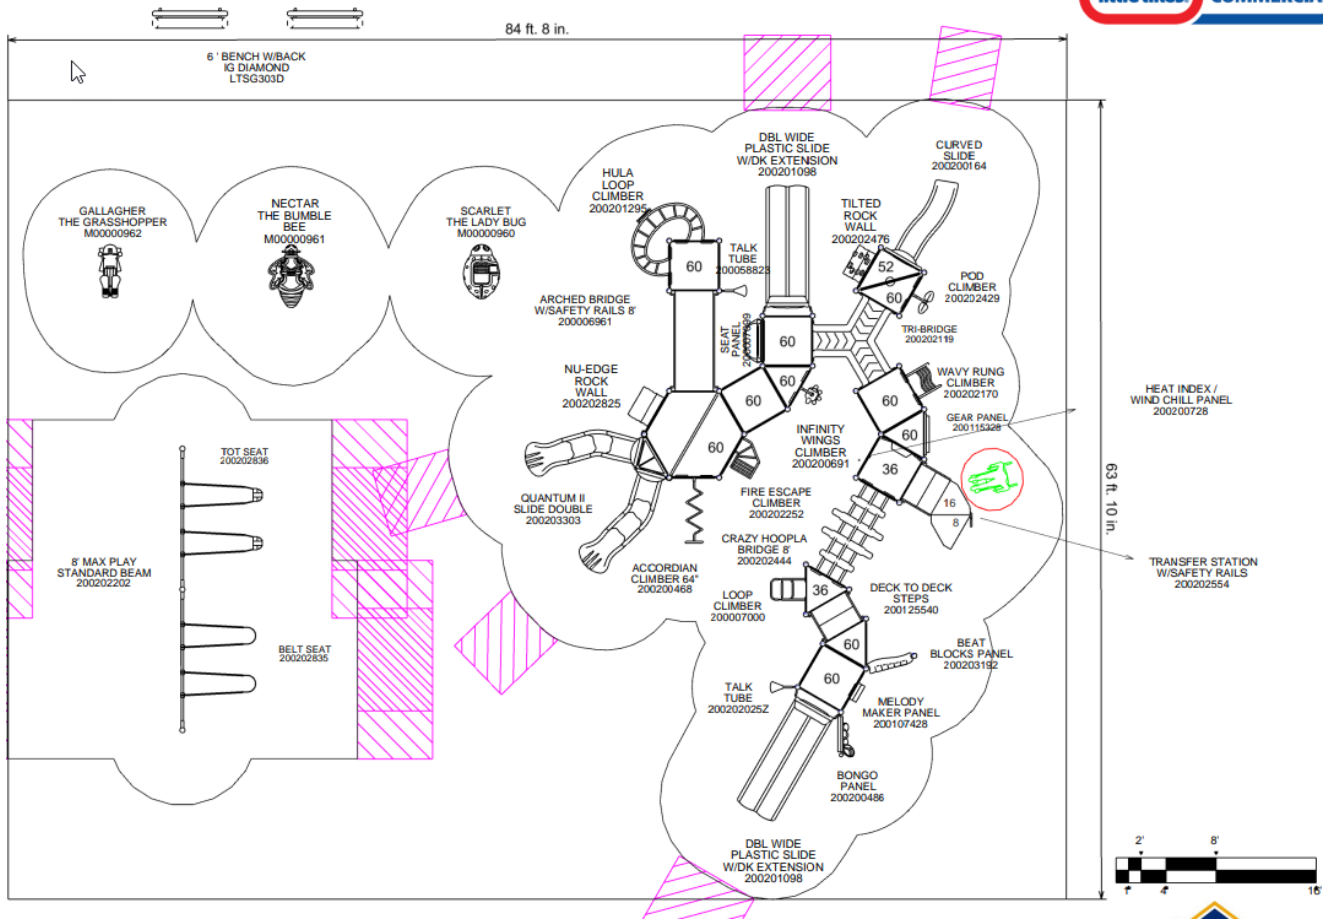 COMMERCIAL
84 ft. 8 in.
6 ' BENCH W/BACK
IG DIAMOND
LTSG303D
DBL WIDE
PLASTIC SLIDE
W/DK EXTENSION
200201098
CURVED
SLIDE
200200164
HULA
LOOP
CLIMBER
200201295
GALLAGHER
THE GRASSHOPPER
M00000962
NECTAR
THE BUMBLE
BEE
M00000961
SCARLET
THE LADY BUG
M00000960
TILTED
ROCK
WALL
200202476
TALK
TUBE
200058823
60
52
60
POD
CLIMBER
200202429
ARCHED BRIDGE
W/SAFETY RAILS 8'
200006961
SEAT
PANEL
60
TRI-BRIDGE
200202119
NU-EDGE
ROCK
WALL
200202825
60
60
WAVY RUNG
CLIMBER
200202170
60
HEAT INDEX /
WIND CHILL PANEL
200200728
GEAR PANEL
200115328
INFINITY
WINGS
CLIMBER
200200691
60
60
36
TOT SEAT
200202836
63 ft. 10 in.
QUANTUM II
SLIDE DOUBLE
200203303
FIRE ESCAPE
CLIMBER
200202252
16
8
CRAZY HOOPLA
BRIDGE 8'
200202444
8' MAX PLAY
STANDARD BEAM
200202202
ACCORDIAN
CLIMBER 64"
200200468
TRANSFER STATION
W/SAFETY RAILS
200202554
LOOP
CLIMBER
200007000
36
DECK TO DECK
STEPS
200125540
BELT SEAT
200202835
60
BEAT
BLOCKS PANEL
200203192
60
TALK
TUBE
200202025Z
MELODY
MAKER PANEL
200107428
BONGO
PANEL
200200486
DBL WIDE
PLASTIC SLIDE
W/DK EXTENSION
200201098
2' 8'
1' 4' 16'